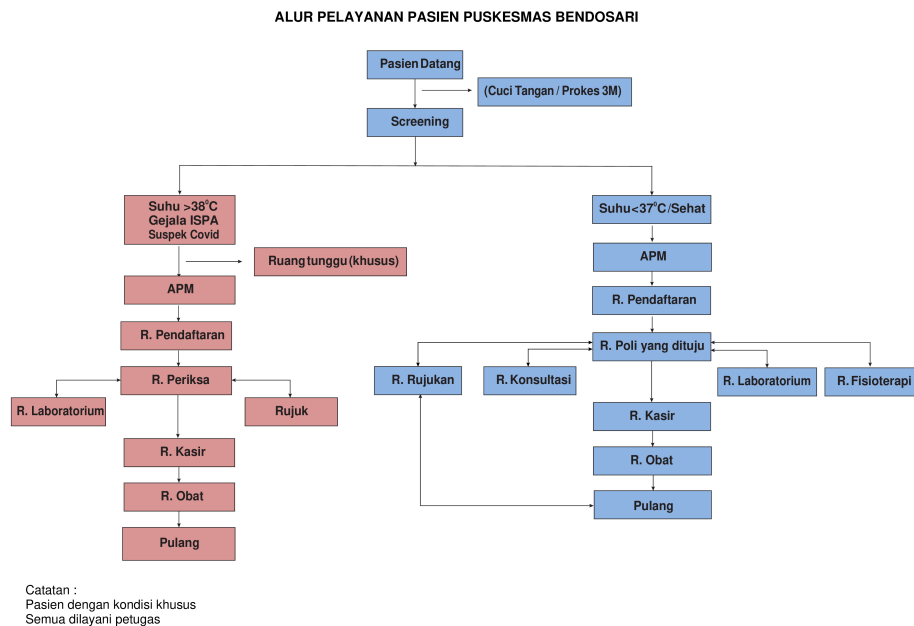 ALUR PELAYANAN PASIEN PUSKESMAS BENDOSARI
Pasien Datang
(Cuci Tangan / Prokes 3M)
Screening
Suhu >38°C
Gejala ISPA
Suspek Covid
Ruang tunggu (khusus)
APM
R. Pendaftaran
R. Periksa
R. Laboratorium
Rujuk
R. Kasir
R. Obat
Pulang
Suhu<37°C/Sehat
APM
R. Pendaftaran
R. Poli yang dituju
R. Rujukan
R. Konsultasi
R. Laboratorium
R. Fisioterapi
R. Kasir
R. Obat
Pulang
Catatan :
Pasien dengan kondisi khusus
Semua dilayani petugas